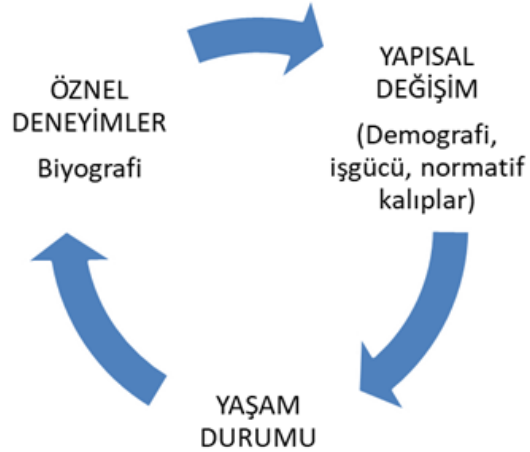 ÖZNEL
DENEYİMLER
Biyografi
YAPISAL
DEĞİŞİM
(Demografi,
işgücü, normatif
kalıplar)
YAŞAM
DURUMU